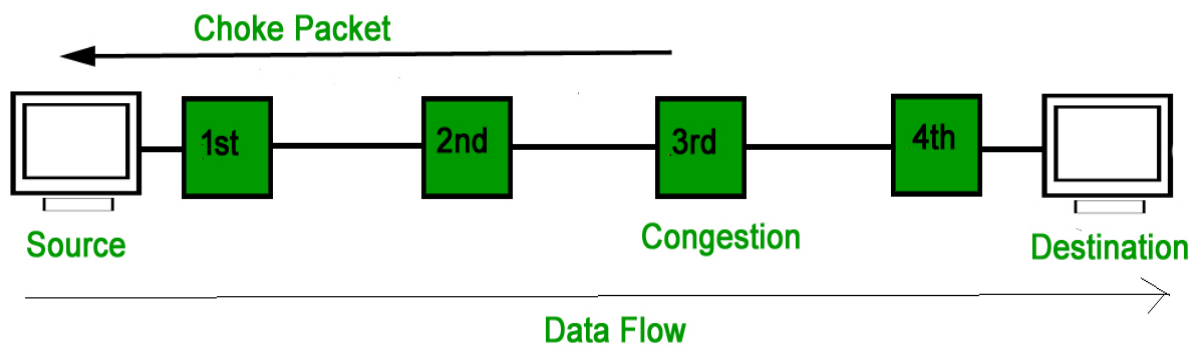 Choke Packet
1st
2nd
3rd
4th
Source
Congestion
Destination
Data Flow